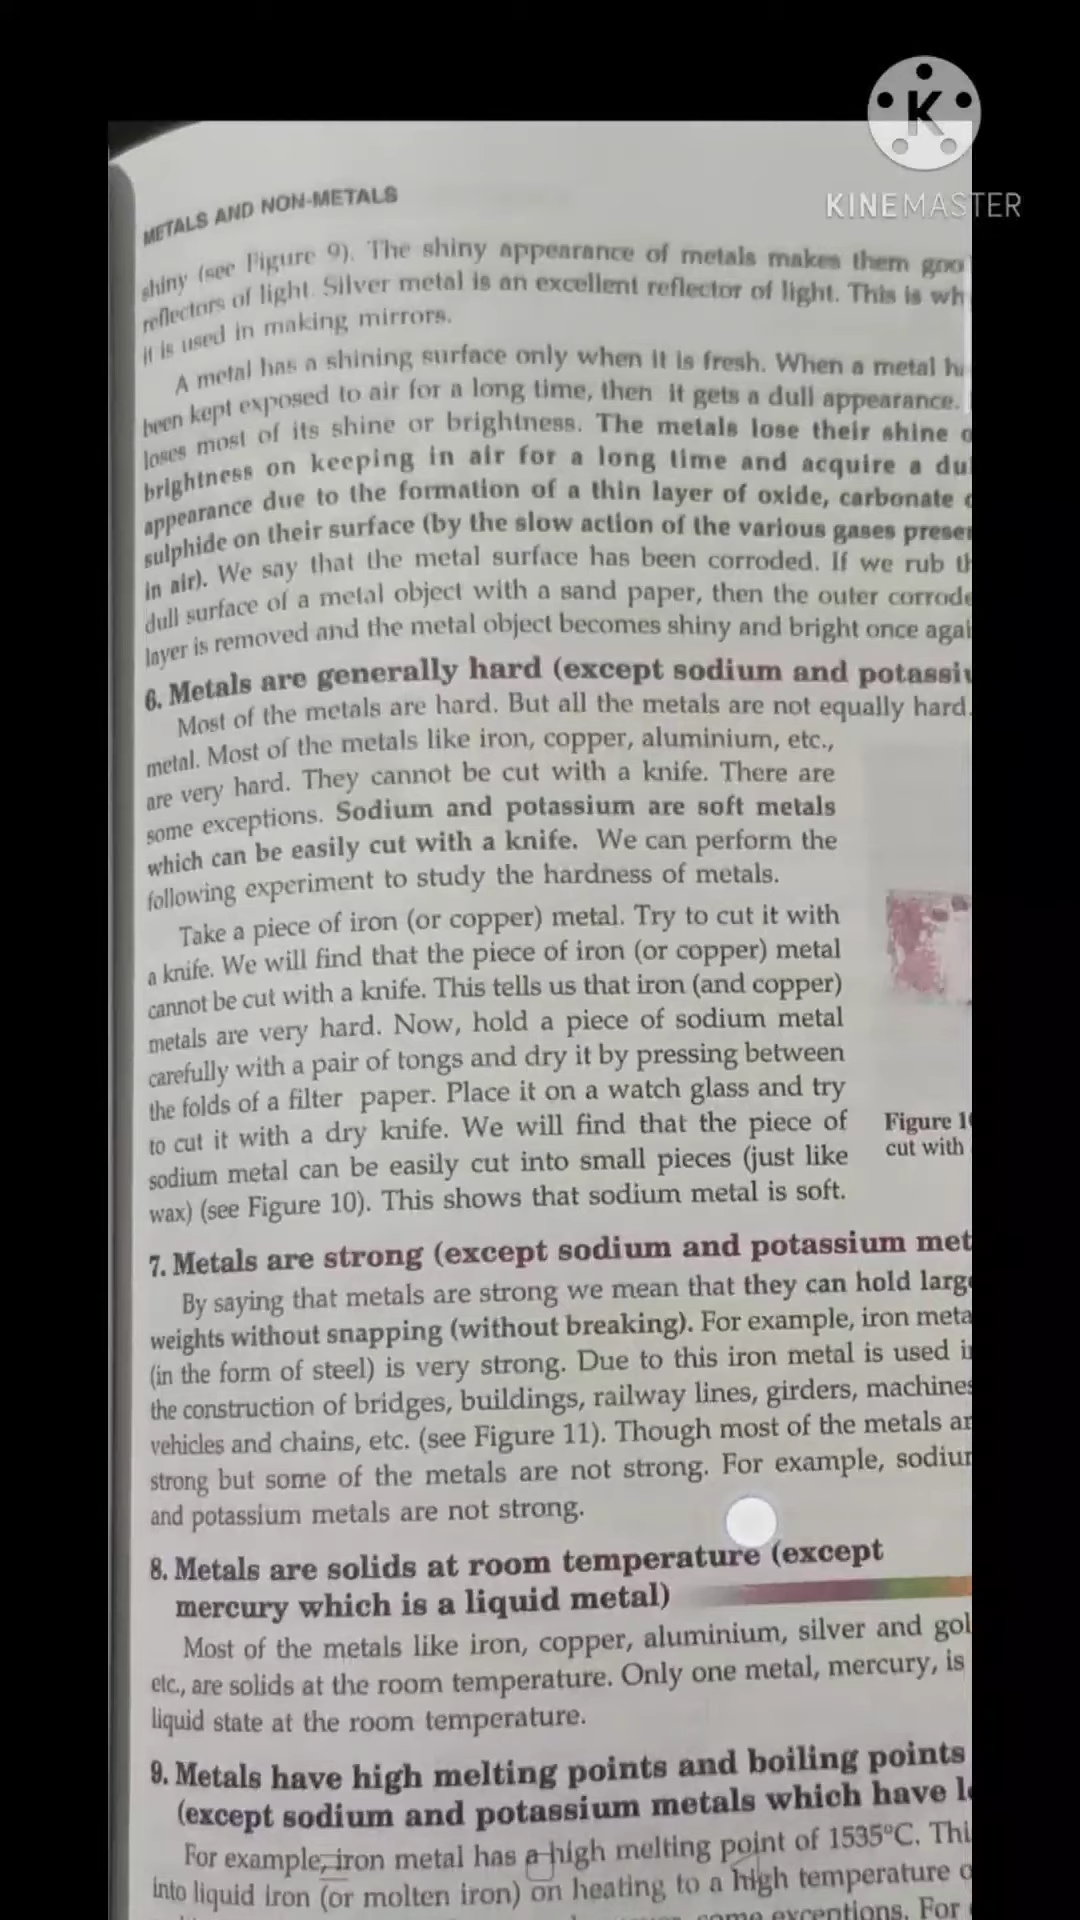 K
KINEMASTER
METALS AND NON-METALS
shiny (see Figure 9). The shiny appearance of metals makes them goo
reflectors of light. Silver metal is an excellent reflector of light. This is wh
it is used in making mirrors.
A metal has a shining surface only when it is fresh. When a metal h
been kept exposed to air for a long time, then it gets a dull appearance.
loses most of its shine or brightness. The metals lose their shine
brightness on keeping in air for a long time and acquire a du
appearance due to the formation of a thin layer of oxide, carbonate
sulphide on their surface (by the slow action of the various gases presen
in air). We say that the metal surface has been corroded. If we rub th
dull surface of a metal object with a sand paper, then the outer corrode
layer is removed and the metal object becomes shiny and bright once agai
6. Metals are generally hard (except sodium and potassiu
Most of the metals are hard. But all the metals are not equally hard.
metal. Most of the metals like iron, copper, aluminium, etc.,
are very hard. They cannot be cut with a knife. There are
some exceptions. Sodium and potassium are soft metals
which can be easily cut with a knife. We can perform the
following experiment to study the hardness of metals.
Take a piece of iron (or copper) metal. Try to cut it with
a knife. We will find that the piece of iron (or copper) metal
cannot be cut with a knife. This tells us that iron (and copper)
metals are very hard. Now, hold a piece of sodium metal
carefully with a pair of tongs and dry it by pressing between
the folds of a filter paper. Place it on a watch glass and try
to cut it with a dry knife. We will find that the piece of
sodium metal can be easily cut into small pieces (just like
wax) (see Figure 10). This shows that sodium metal is soft.
Figure 1
cut with
7. Metals are strong (except sodium and potassium met
By saying that metals are strong we mean that they can hold large
weights without snapping (without breaking). For example, iron meta
(in the form of steel) is very strong. Due to this iron metal is used i
the construction of bridges, buildings, railway lines, girders, machines
vehicles and chains, etc. (see Figure 11). Though most of the metals ar
strong but some of the metals are not strong. For example, sodiu
and potassium metals are not strong.
8. Metals are solids at room temperature (except
mercury which is a liquid metal)
Most of the metals like iron, copper, aluminium, silver and gol
etc., are solids at the room temperature. Only one metal, mercury, is
liquid state at the room temperature.
9. Metals have high melting points and boiling points
(except sodium and potassium metals which have l
For example, iron metal has a high melting point of 1535°C. Thi
into liquid iron (or molten iron) on heating to a high temperature o
some exceptions. For